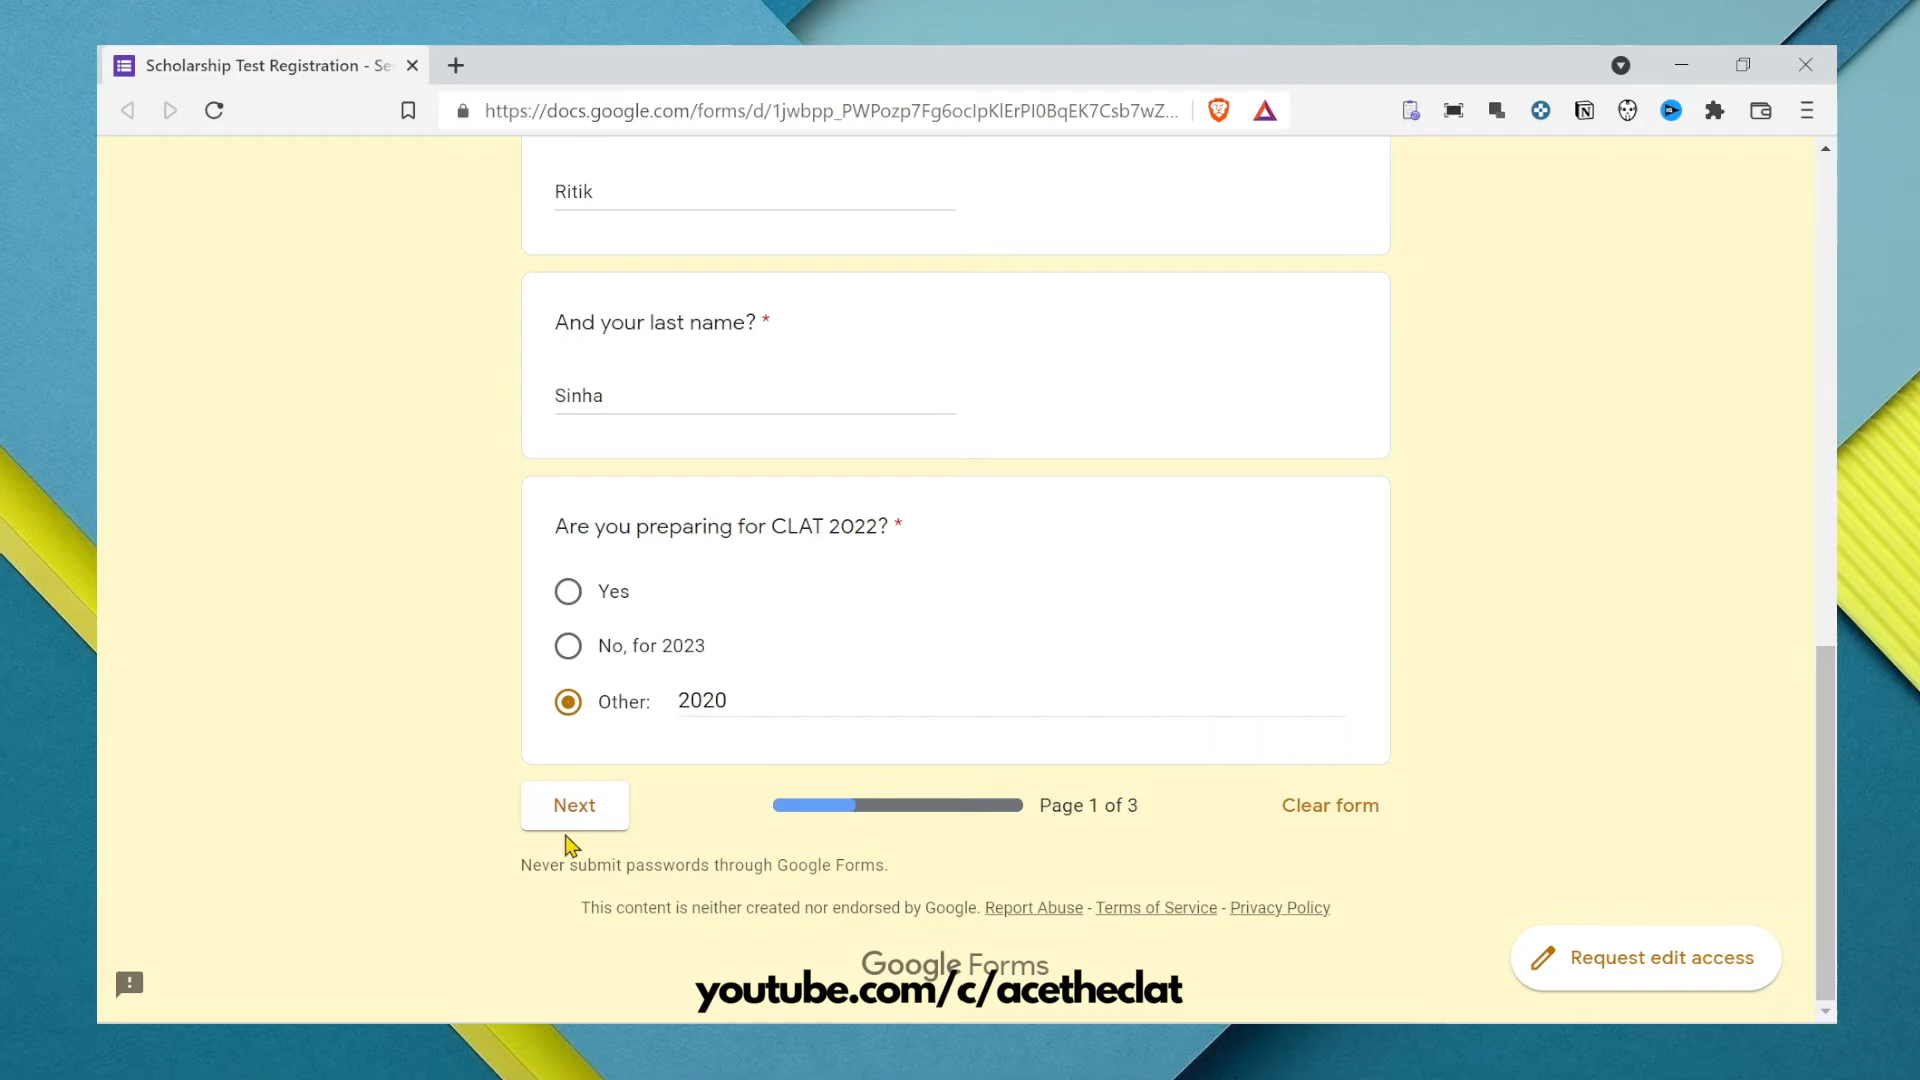 Scholarship Test Registration - Se
https://docs.google.com/forms/d/1jwbpp_PWPozp7Fg6ocIpKlErPI0BqEK7Csb7wZ...
Ritik
And your last name? *
Sinha
Are you preparing for CLAT 2022? *
Yes
No, for 2023
Other: 2020
Next
Page 1 of 3
Clear form
Never submit passwords through Google Forms.
This content is neither created nor endorsed by Google. Report Abuse - Terms of Service - Privacy Policy
Request edit access
Google Forms
youtube.com/c/acetheclat